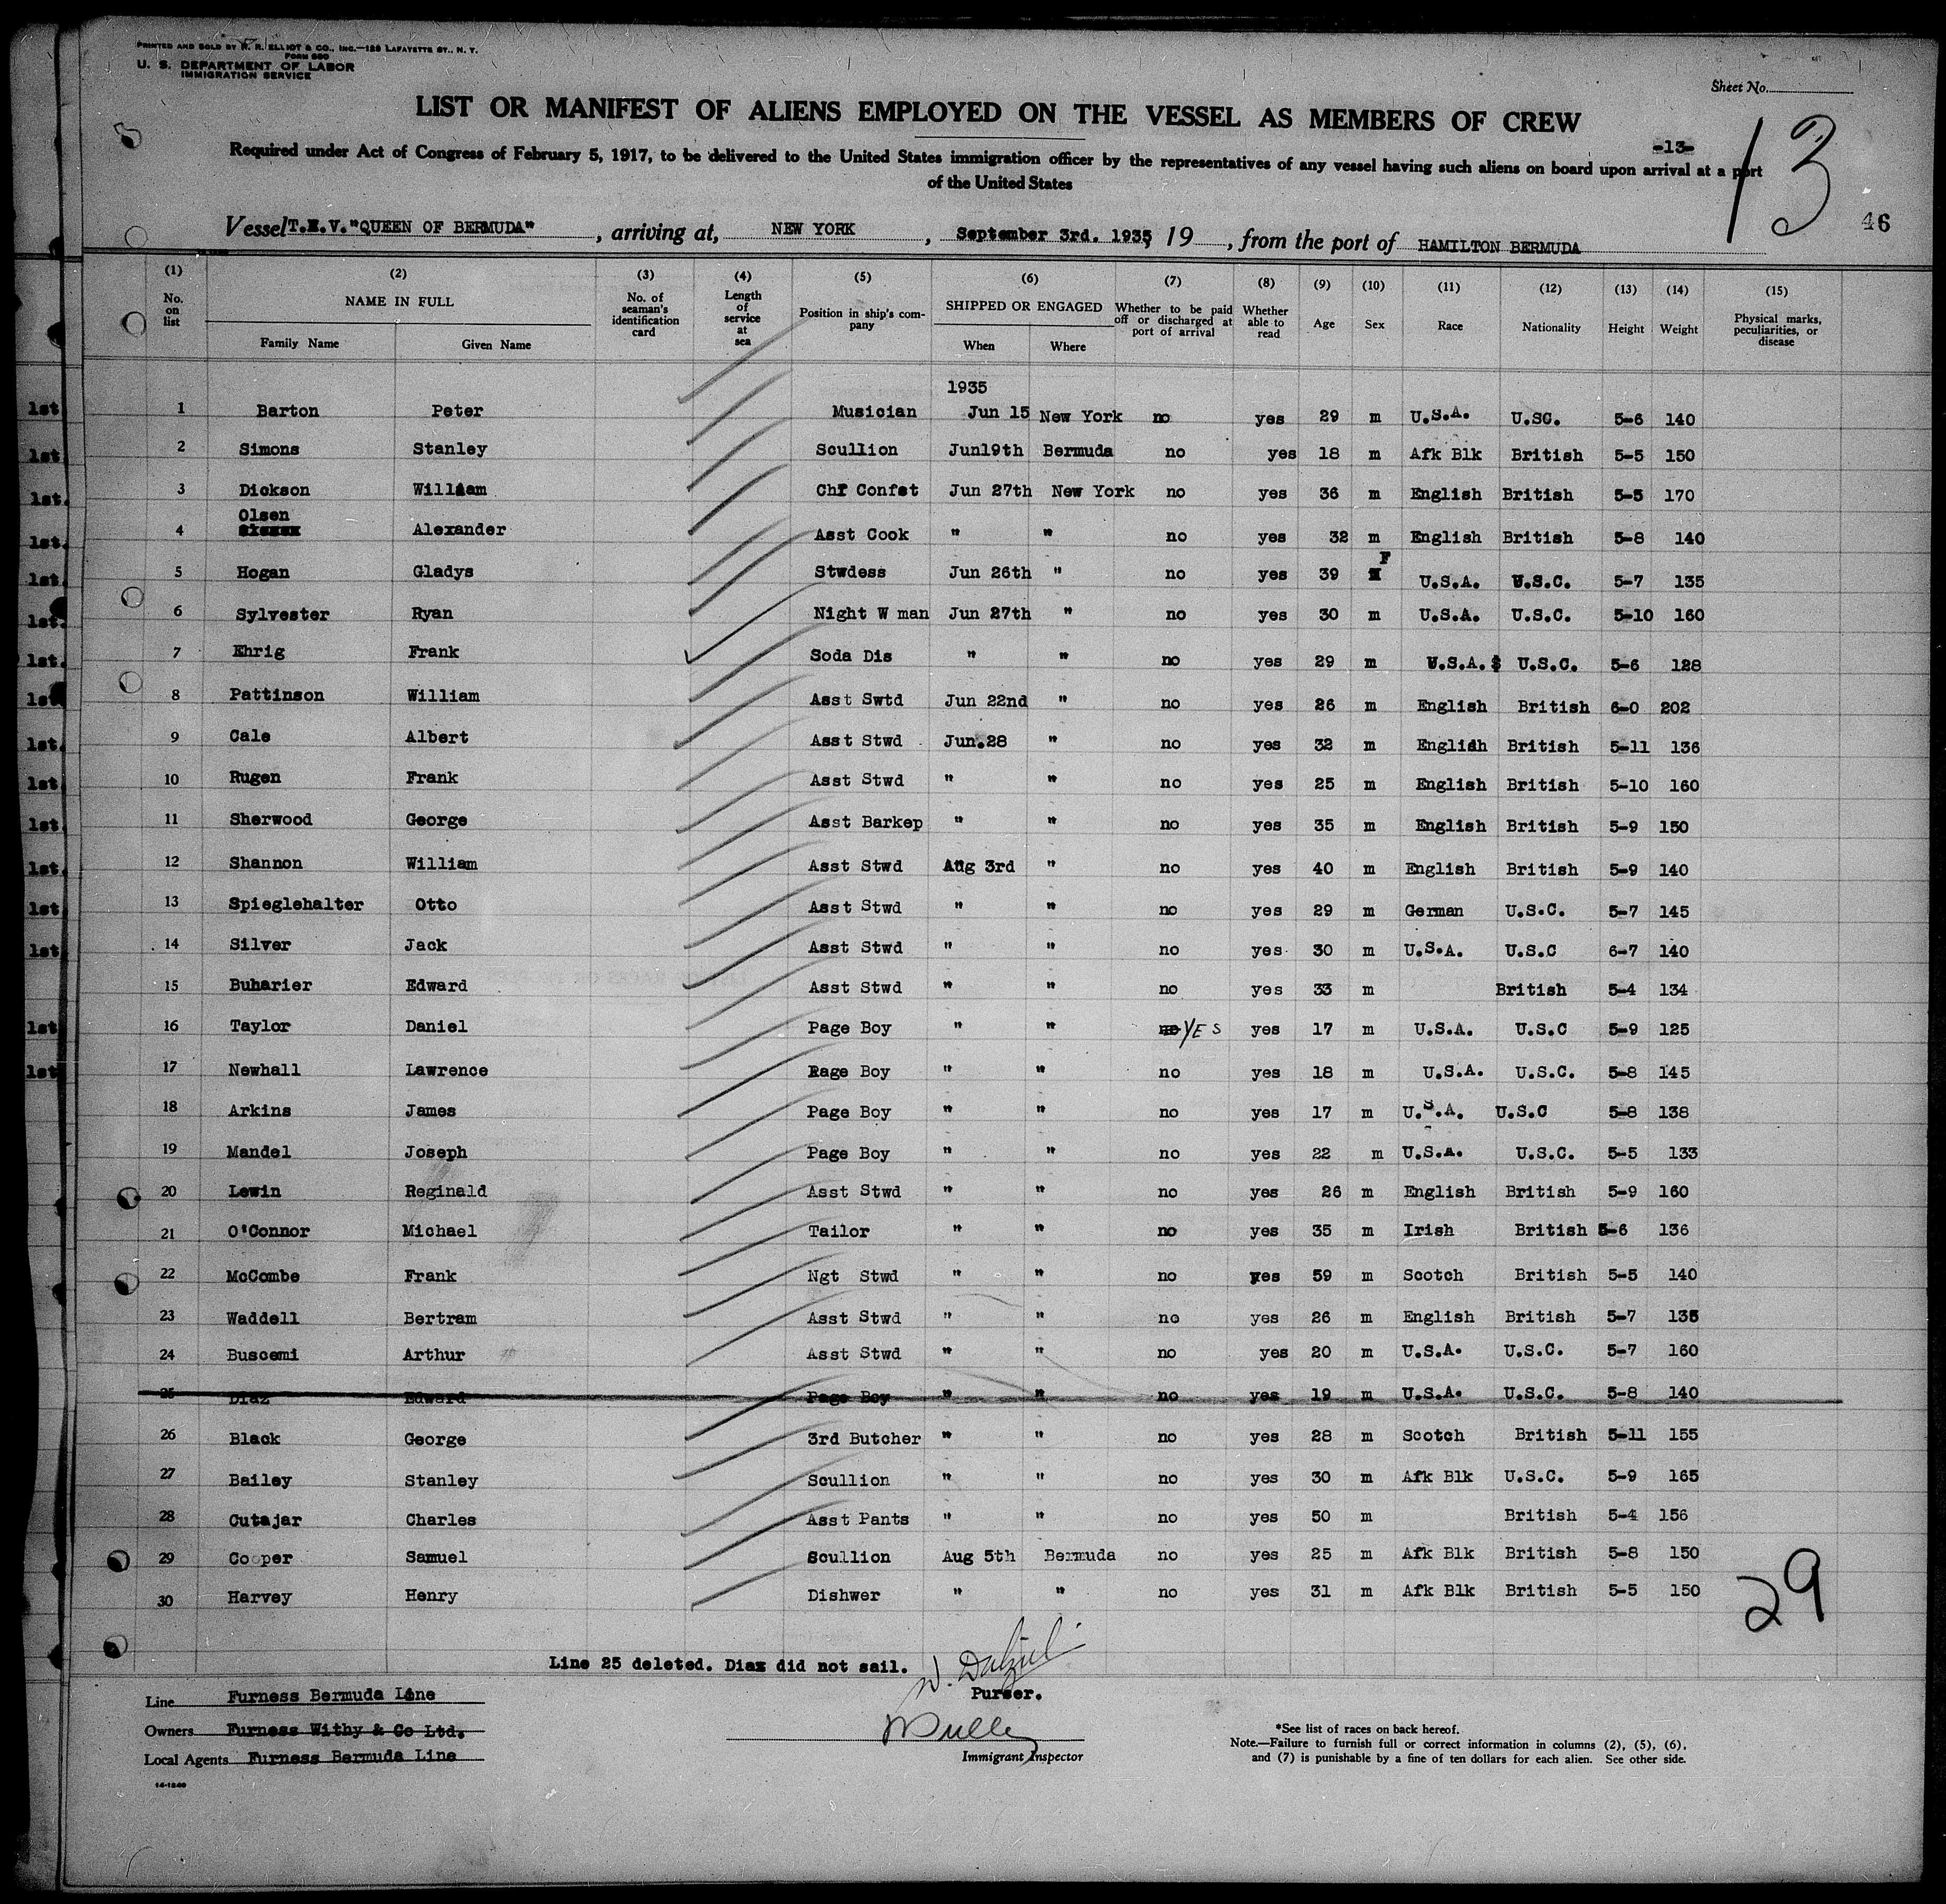 PRINTED AND SOLD BY R. R. ELLIOT & CO., INC.—129 LAFAYETTE ST., N. Y.
FORM 680
U. S. DEPARTMENT OF LABOR
IMMIGRATION SERVICE
Sheet No.
LIST OR MANIFEST OF ALIENS EMPLOYED ON THE VESSEL AS MEMBERS OF CREW
-13-
13
Required under Act of Congress of February 5, 1917, to be delivered to the United States immigration officer by the representatives of any vessel having such aliens on board upon arrival at a port
of the United States
46
Vessel T.E.V."QUEEN OF BERMUDA", arriving at, NEW YORK, September 3rd. 1935, 19, from the port of HAMILTON BERMUDA
(1) (2) (3) (4) (5) (6) (7) (8) (9) (10) (11) (12) (13) (14) (15)
No. on list NAME IN FULL Family Name Given Name No. of seaman's identification card Length of service at sea Position in ship's company SHIPPED OR ENGAGED When Where Whether to be paid off or discharged at port of arrival Whether able to read Age Sex Race Nationality Height Weight Physical marks, peculiarities, or disease
1935
1st 1 Barton Peter Musician Jun 15 New York no yes 29 m U.S.A. U.SC. 5-6 140
1st 2 Simons Stanley Scullion Jun19th Bermuda no yes 18 m Afk Blk British 5-5 150
1st. 3 Dickson William Chf Confet Jun 27th New York no yes 36 m English British 5-5 170
Olsen
1st. 4 Alexander Asst Cook " " no yes 32 m English British 5-8 140
F
1st. 5 Hogan Gladys Stwdess Jun 26th " no yes 39 U.S.A. U.S.C. 5-7 135
1st. 6 Sylvester Ryan Night W man Jun 27th " no yes 30 m U.S.A. U.S.C. 5-10 160
1st. 7 Ehrig Frank Soda Dis " " no yes 29 m U.S.A.$ U.S.C. 5-6 128
1st 8 Pattinson William Asst Swtd Jun 22nd " no yes 26 m English British 6-0 202
1st. 9 Cale Albert Asst Stwd Jun.28 " no yes 32 m English British 5-11 136
1st 10 Rugen Frank Asst Stwd " " no yes 25 m English British 5-10 160
1st 11 Sherwood George Asst Barkep " " no yes 35 m English British 5-9 150
1st 12 Shannon William Asst Stwd Aug 3rd " no yes 40 m English British 5-9 140
1st 13 Spieglehalter Otto Asst Stwd " " no yes 29 m German U.S.C. 5-7 145
1st 14 Silver Jack Asst Stwd " " no yes 30 m U.S.A. U.S.C 6-7 140
15 Buharier Edward Asst Stwd " " no yes 33 m British 5-4 134
1st 16 Taylor Daniel Page Boy " " no YES yes 17 m U.S.A. U.S.C 5-9 125
1st 17 Newhall Lawrence Page Boy " " no yes 18 m U.S.A. U.S.C. 5-8 145
18 Arkins James Page Boy " " no yes 17 m U.S.A. U.S.C 5-8 138
19 Mandel Joseph Page Boy " " no yes 22 m U.S.A. U.S.C. 5-5 133
20 Lewin Reginald Asst Stwd " " no yes 26 m English British 5-9 160
21 O'Connor Michael Tailor " " no yes 35 m Irish British 5-6 136
22 McCombe Frank Ngt Stwd " " no yes 59 m Scotch British 5-5 140
23 Waddell Bertram Asst Stwd " " no yes 26 m English British 5-7 135
24 Buscemi Arthur Asst Stwd " " no yes 20 m U.S.A. U.S.C. 5-7 160
25 Diaz Edward Page Boy " " no yes 19 m U.S.A. U.S.C. 5-8 140
26 Black George 3rd Butcher " " no yes 28 m Scotch British 5-11 155
27 Bailey Stanley Scullion " " no yes 30 m Afk Blk U.S.C. 5-9 165
28 Cutajar Charles Asst Pants " " no yes 50 m British 5-4 156
29 Cooper Samuel Scullion Aug 5th Bermuda no yes 25 m Afk Blk British 5-8 150
30 Harvey Henry Dishwer " " no yes 31 m Afk Blk British 5-5 150
29
Line 25 deleted. Diaz did not sail.
W. Dalziel
Purser.
Line Furness Bermuda Line
Owners Furness Withy & Co Ltd.
Local Agents Furness Bermuda Line
Immigrant Inspector
*See list of races on back hereof.
Note.—Failure to furnish full or correct information in columns (2), (5), (6),
and (7) is punishable by a fine of ten dollars for each alien. See other side.
14-1240